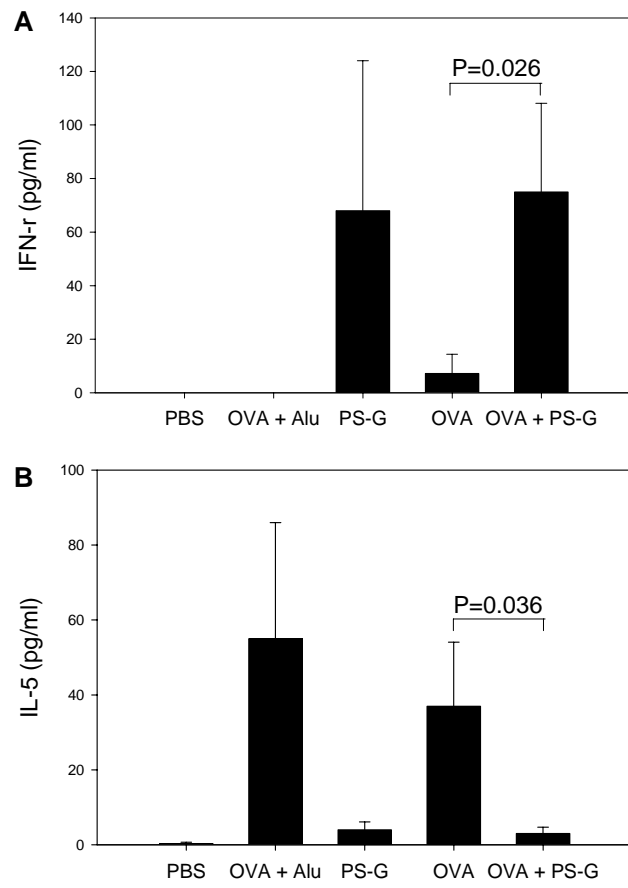 A
140
120
100
80
60
40
20
0
IFN-r (pg/ml)
P=0.026
PBS OVA + Alu PS-G OVA OVA + PS-G
B
100
80
60
40
20
0
IL-5 (pg/ml)
P=0.036
PBS OVA + Alu PS-G OVA OVA + PS-G